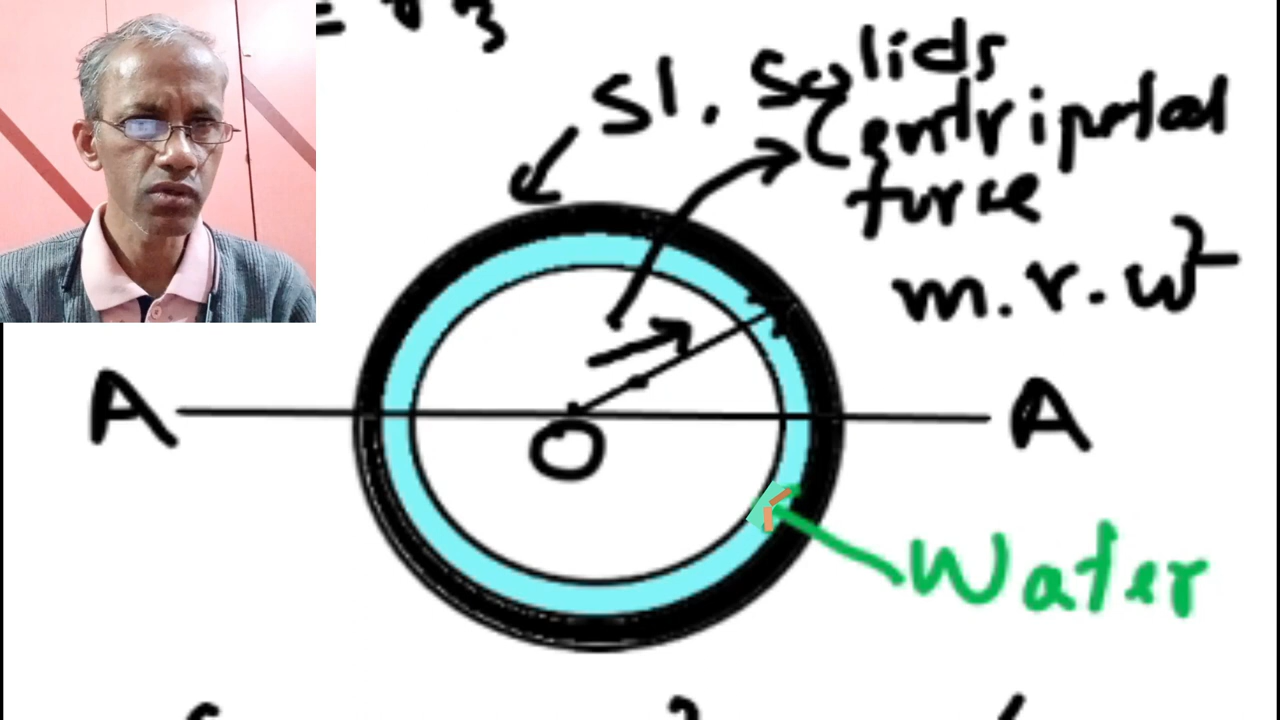 Sl. Solids
Centripetal
force
m.r.w²
A
A
O
Water